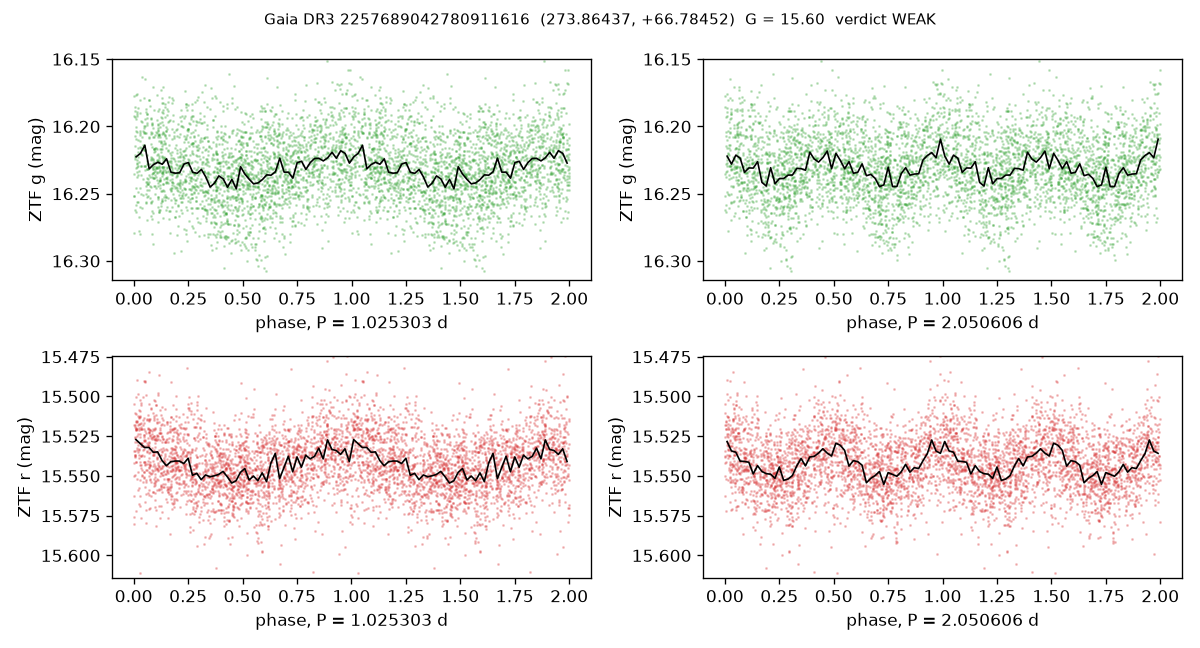 Gaia DR3 2257689042780911616  (273.86437, +66.78452)  G = 15.60  verdict WEAK
16.15
16.20
16.25
16.30
ZTF g (mag)
0.00 0.25 0.50 0.75 1.00 1.25 1.50 1.75 2.00
phase, P = 1.025303 d
16.15
16.20
16.25
16.30
ZTF g (mag)
0.00 0.25 0.50 0.75 1.00 1.25 1.50 1.75 2.00
phase, P = 2.050606 d
15.475
15.500
15.525
15.550
15.575
15.600
ZTF r (mag)
0.00 0.25 0.50 0.75 1.00 1.25 1.50 1.75 2.00
phase, P = 1.025303 d
15.475
15.500
15.525
15.550
15.575
15.600
ZTF r (mag)
0.00 0.25 0.50 0.75 1.00 1.25 1.50 1.75 2.00
phase, P = 2.050606 d